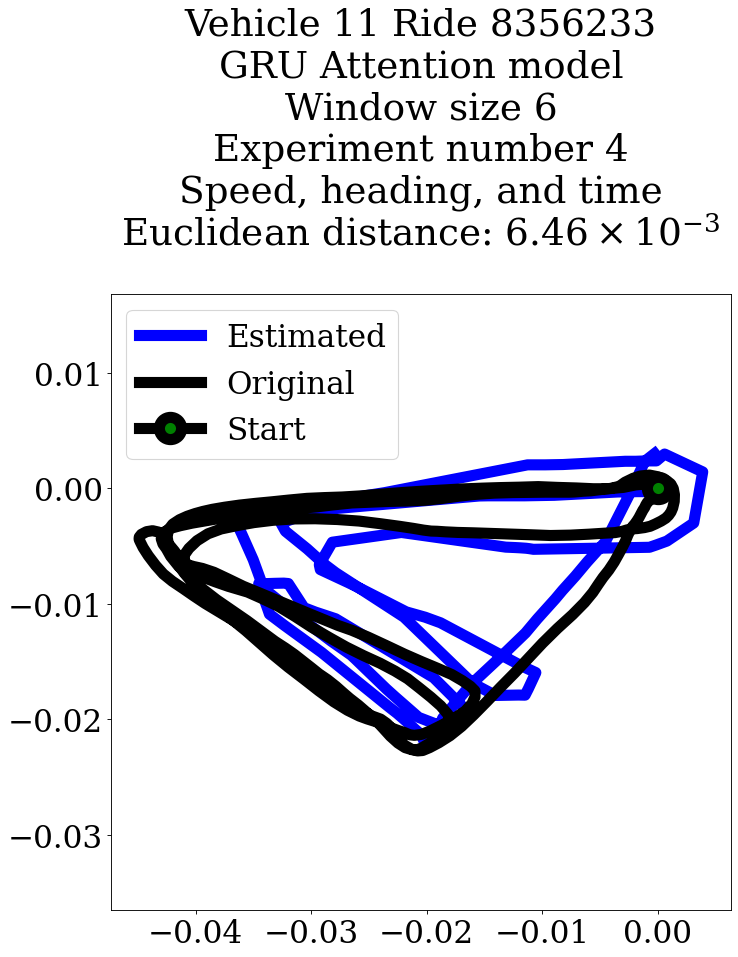 Vehicle 11 Ride 8356233
GRU Attention model
Window size 6
Experiment number 4
Speed, heading, and time
Euclidean distance: 6.46 × 10⁻³
Estimated
Original
Start
0.01
0.00
−0.01
−0.02
−0.03
−0.04 −0.03 −0.02 −0.01 0.00